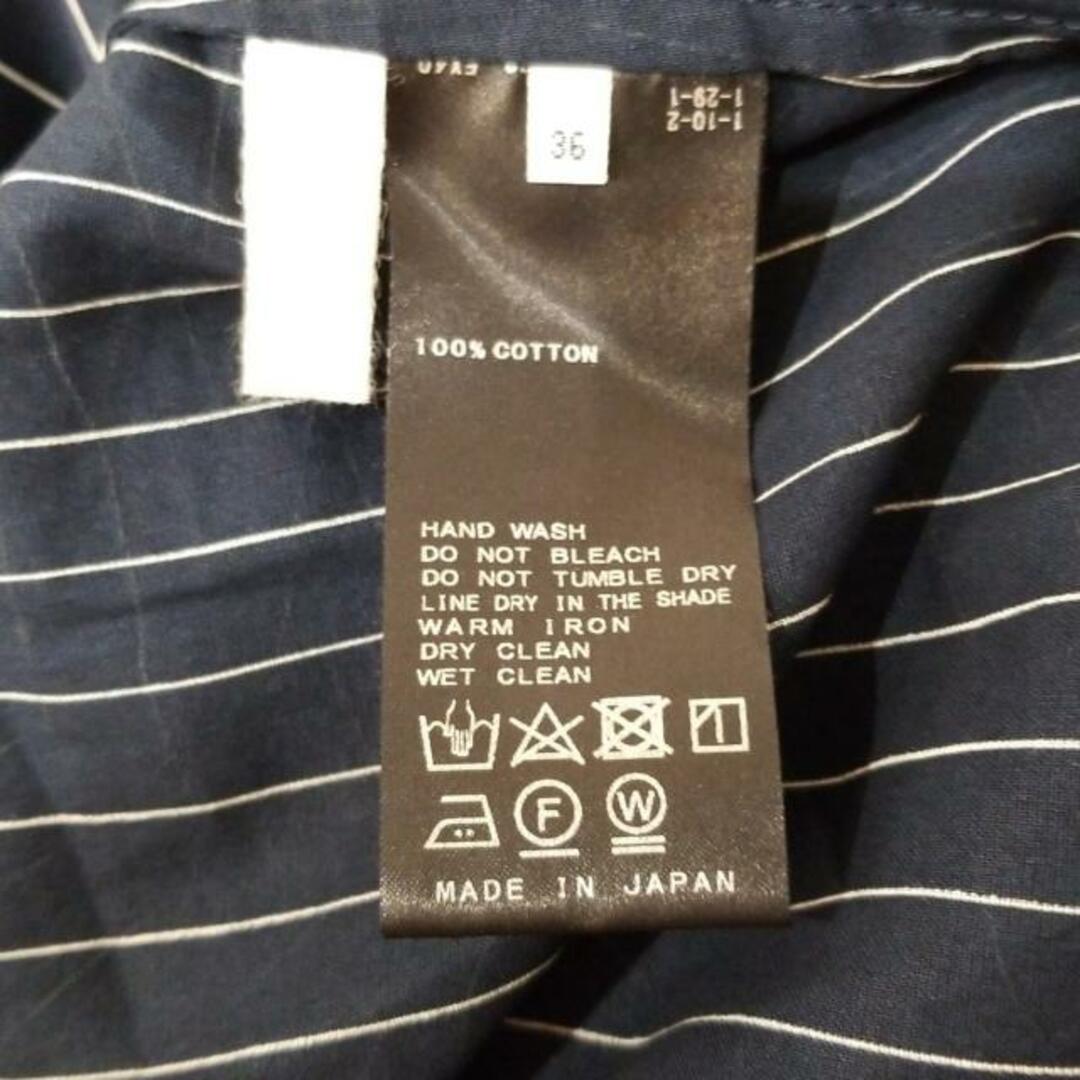 36
1-29-1
1-10-2
100% COTTON
HAND WASH
DO NOT BLEACH
DO NOT TUMBLE DRY
LINE DRY IN THE SHADE
WARM IRON
DRY CLEAN
WET CLEAN
F
W
MADE IN JAPAN